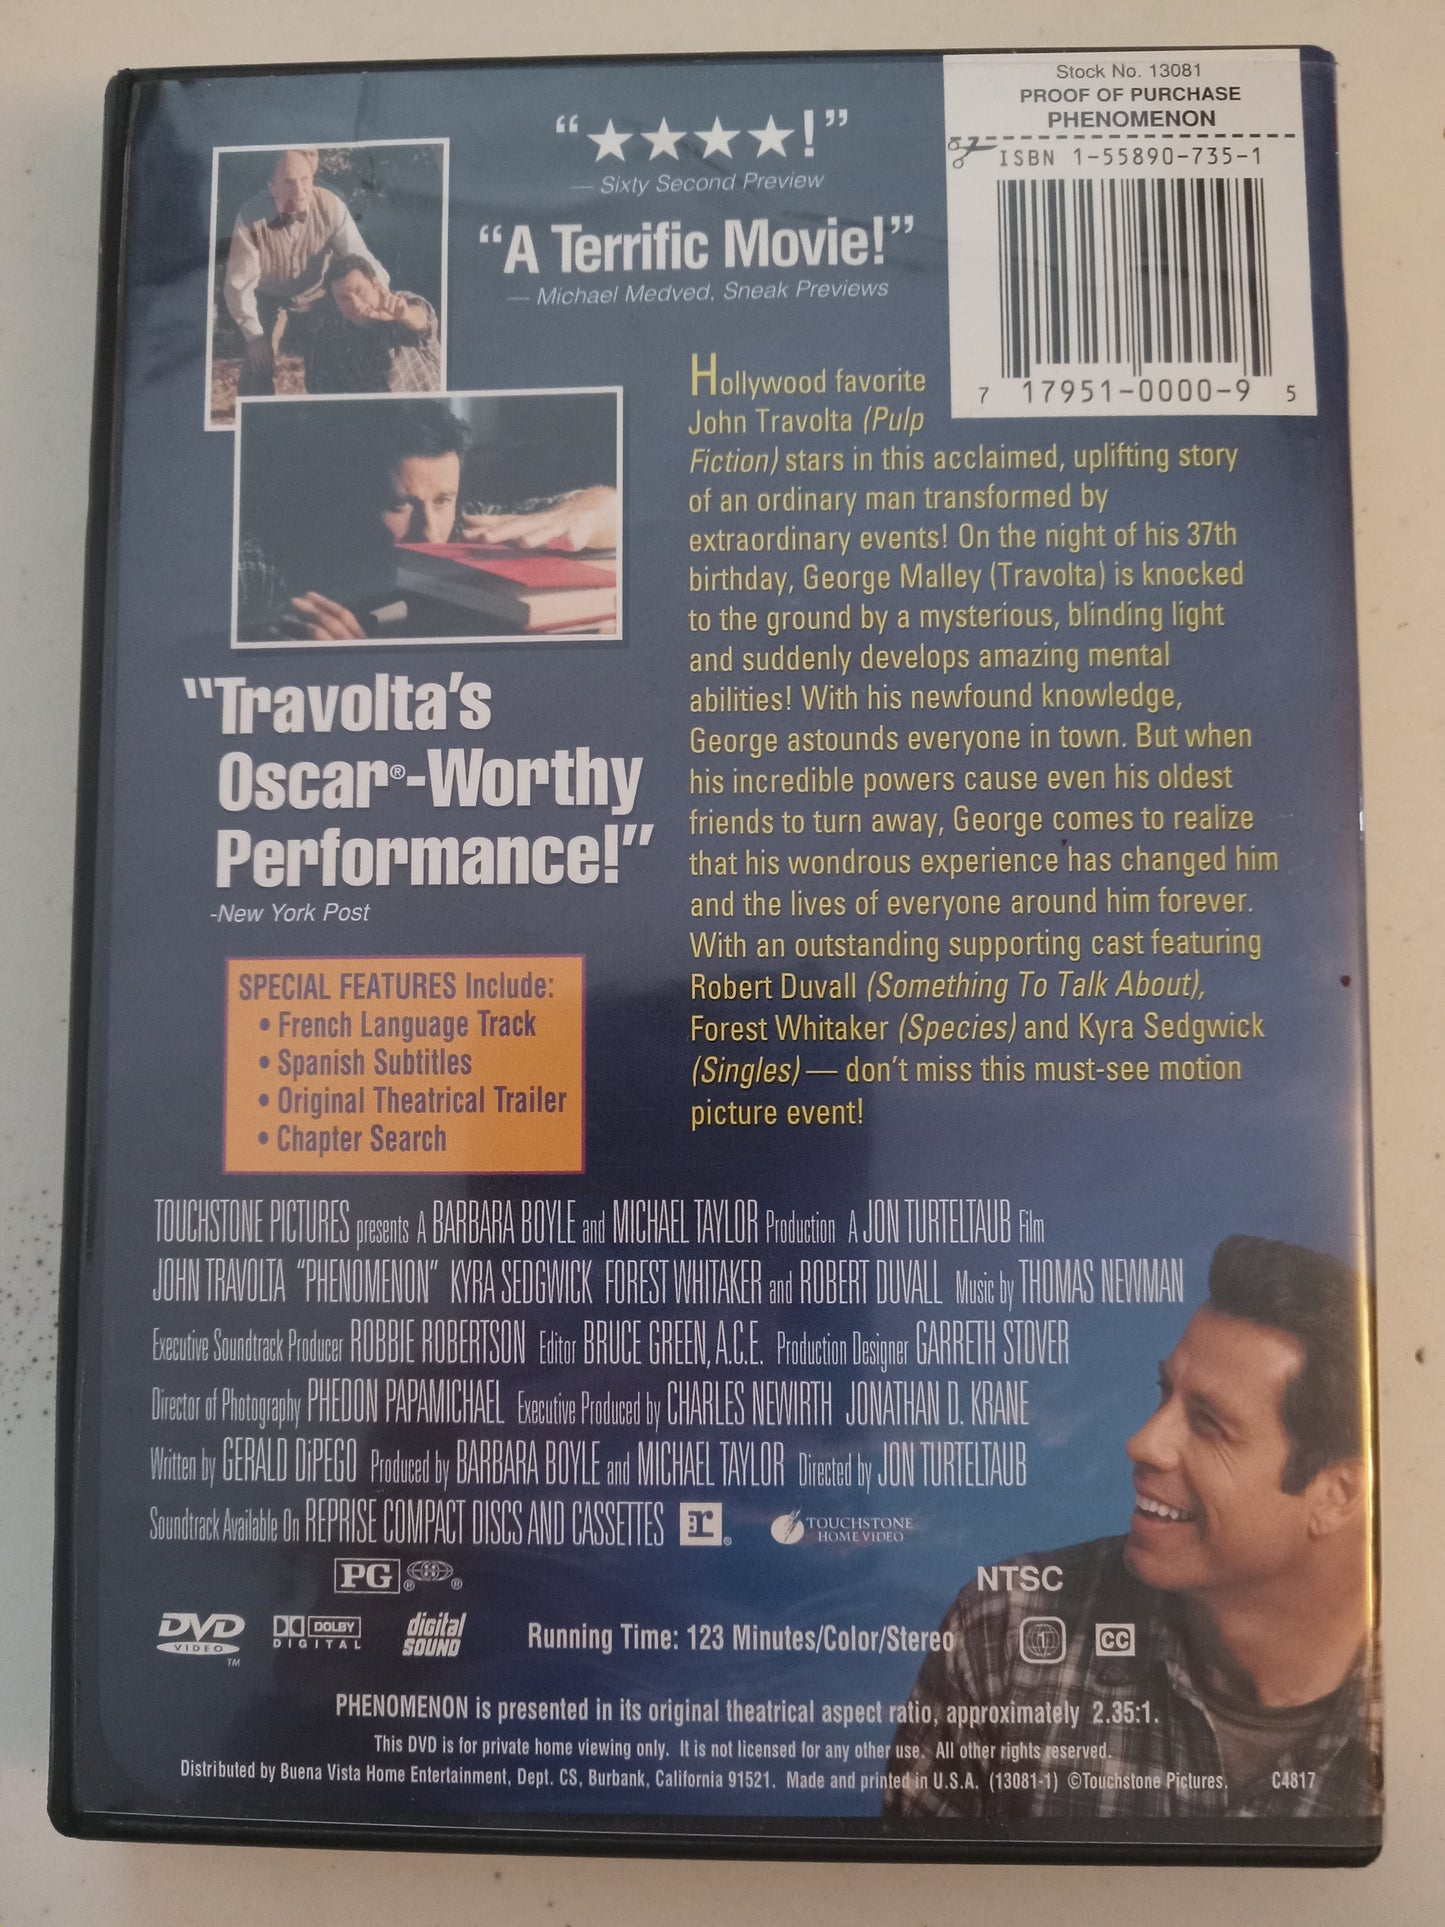 Stock No. 13081
PROOF OF PURCHASE
PHENOMENON
ISBN 1-55890-735-1
7 17951-0000-9 5
"★★★★!"
— Sixty Second Preview
"A Terrific Movie!"
— Michael Medved, Sneak Previews
Hollywood favorite
John Travolta (Pulp
Fiction) stars in this acclaimed, uplifting story
of an ordinary man transformed by
extraordinary events! On the night of his 37th
birthday, George Malley (Travolta) is knocked
to the ground by a mysterious, blinding light
and suddenly develops amazing mental
abilities! With his newfound knowledge,
George astounds everyone in town. But when
his incredible powers cause even his oldest
friends to turn away, George comes to realize
that his wondrous experience has changed him
and the lives of everyone around him forever.
With an outstanding supporting cast featuring
Robert Duvall (Something To Talk About),
Forest Whitaker (Species) and Kyra Sedgwick
(Singles) — don't miss this must-see motion
picture event!
"Travolta's
Oscar®-Worthy
Performance!"
-New York Post
SPECIAL FEATURES Include:
• French Language Track
• Spanish Subtitles
• Original Theatrical Trailer
• Chapter Search
TOUCHSTONE PICTURES presents A BARBARA BOYLE and MICHAEL TAYLOR Production A JON TURTELTAUB Film
JOHN TRAVOLTA "PHENOMENON" KYRA SEDGWICK FOREST WHITAKER and ROBERT DUVALL Music by THOMAS NEWMAN
Executive Soundtrack Producer ROBBIE ROBERTSON Editor BRUCE GREEN, A.C.E. Production Designer GARRETH STOVER
Director of Photography PHEDON PAPAMICHAEL Executive Produced by CHARLES NEWIRTH JONATHAN D. KRANE
Written by GERALD DiPEGO Produced by BARBARA BOYLE and MICHAEL TAYLOR Directed by JON TURTELTAUB
Soundtrack Available On REPRISE COMPACT DISCS AND CASSETTES r ® TOUCHSTONE
HOME VIDEO
PG ® ®
NTSC
DVD
VIDEO
TM
DOLBY
DIGITAL
digital
SOUND
Running Time: 123 Minutes/Color/Stereo
1
CC
PHENOMENON is presented in its original theatrical aspect ratio, approximately 2.35:1.
This DVD is for private home viewing only. It is not licensed for any other use. All other rights reserved.
Distributed by Buena Vista Home Entertainment, Dept. CS, Burbank, California 91521. Made and printed in U.S.A. (13081-1) ©Touchstone Pictures. C4817